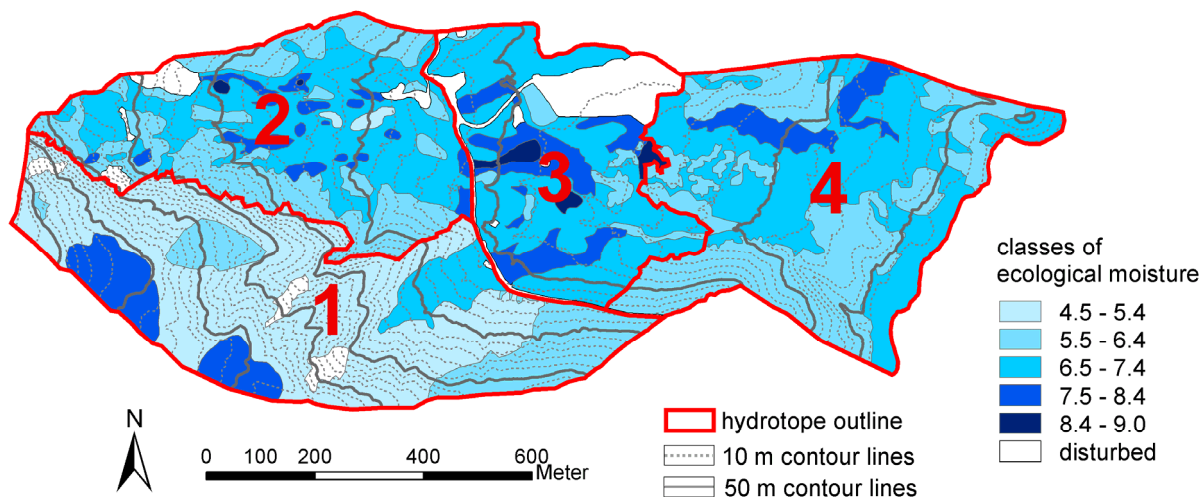 2
3
4
1
classes of
ecological moisture
4.5 - 5.4
5.5 - 6.4
6.5 - 7.4
7.5 - 8.4
8.4 - 9.0
disturbed
N
0 100 200 400 600
Meter
hydrotope outline
10 m contour lines
50 m contour lines